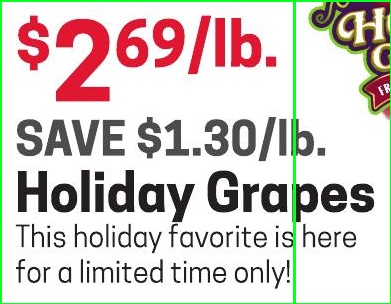 $2.69/lb.
SAVE $1.30/lb.
Holiday Grapes
This holiday favorite is here
for a limited time only!